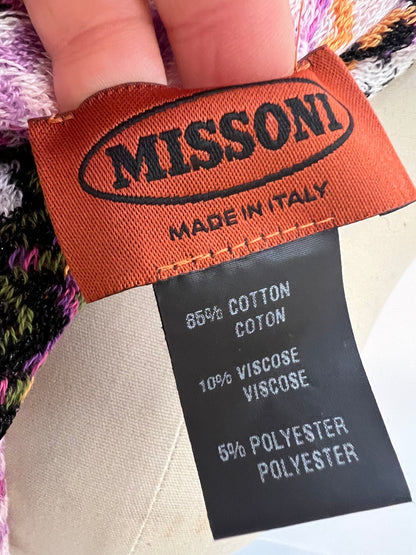 MISSONI
MADE IN ITALY
85% COTTON
COTON
10% VISCOSE
VISCOSE
5% POLYESTER
POLYESTER